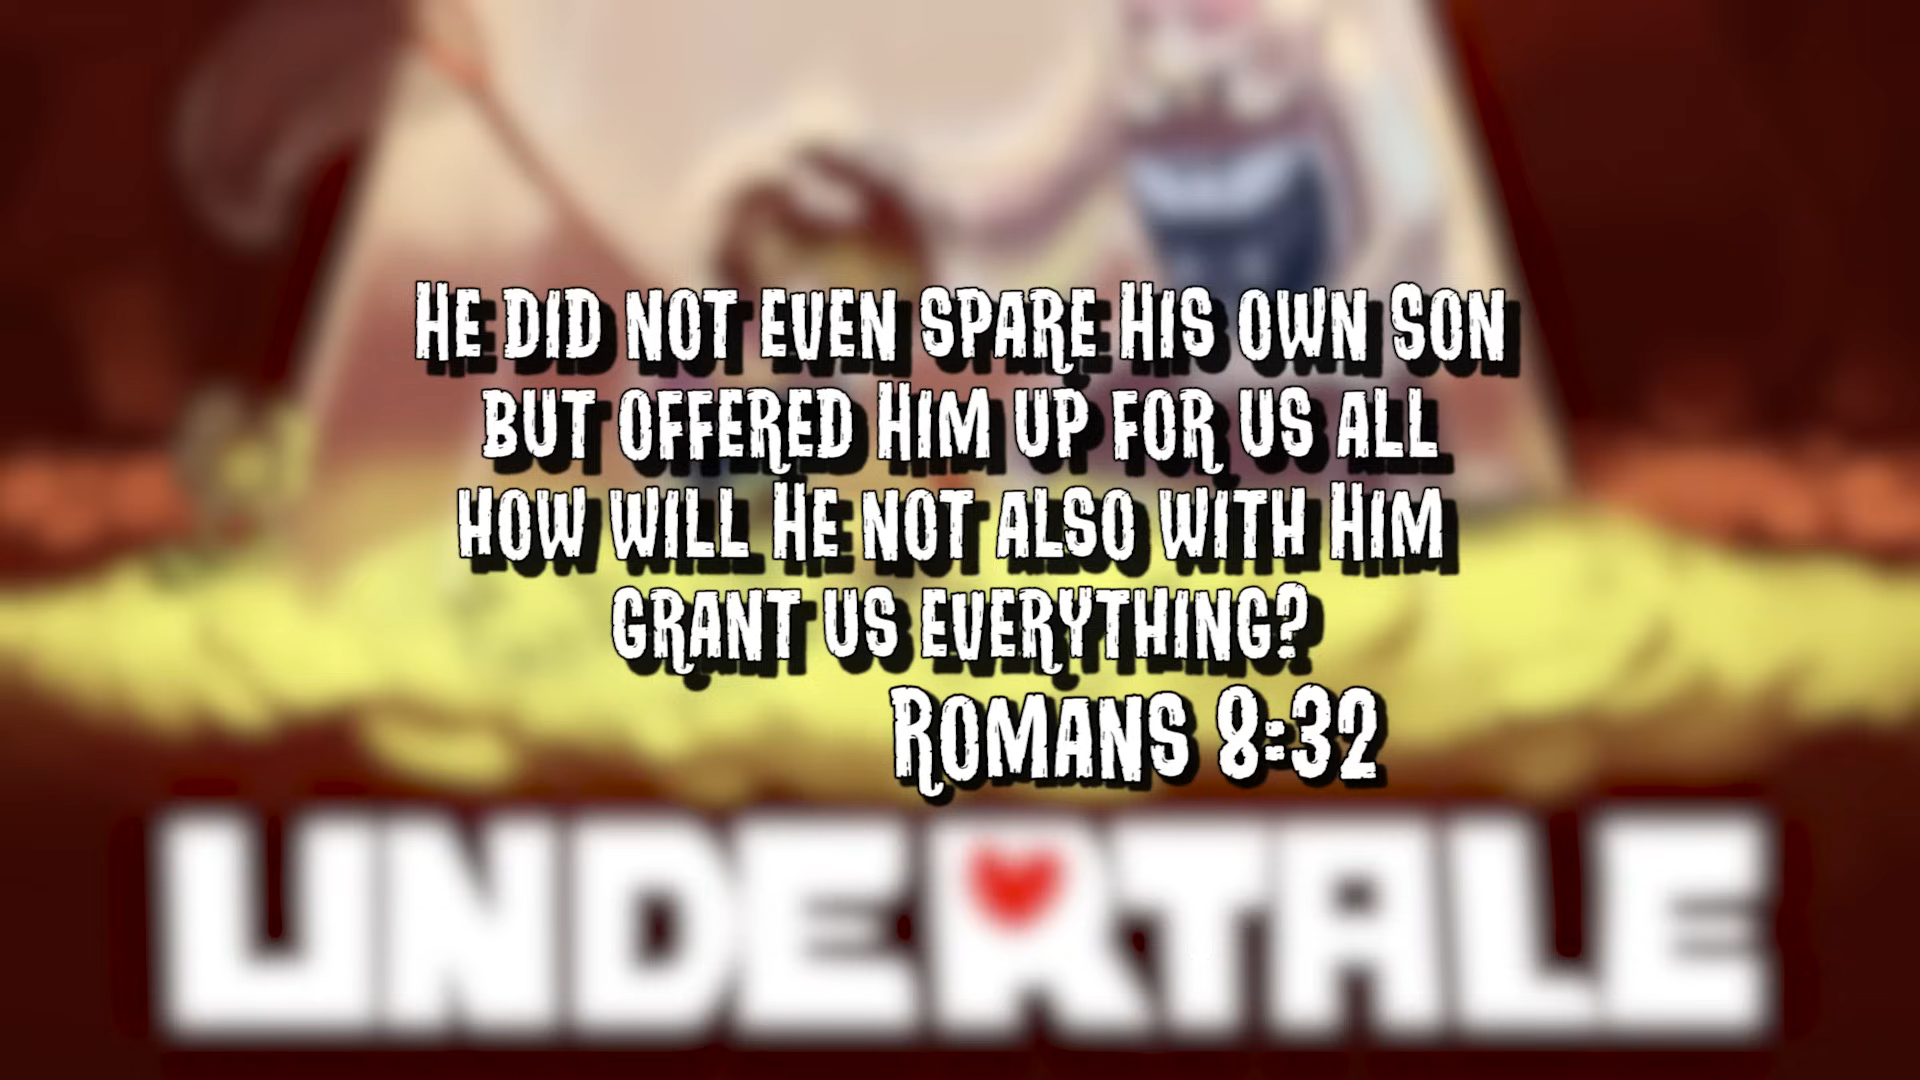 He did not even spare His own Son
but offered Him up for us all
how will He not also with Him
grant us everything?
Romans 8:32
UNDERTALE